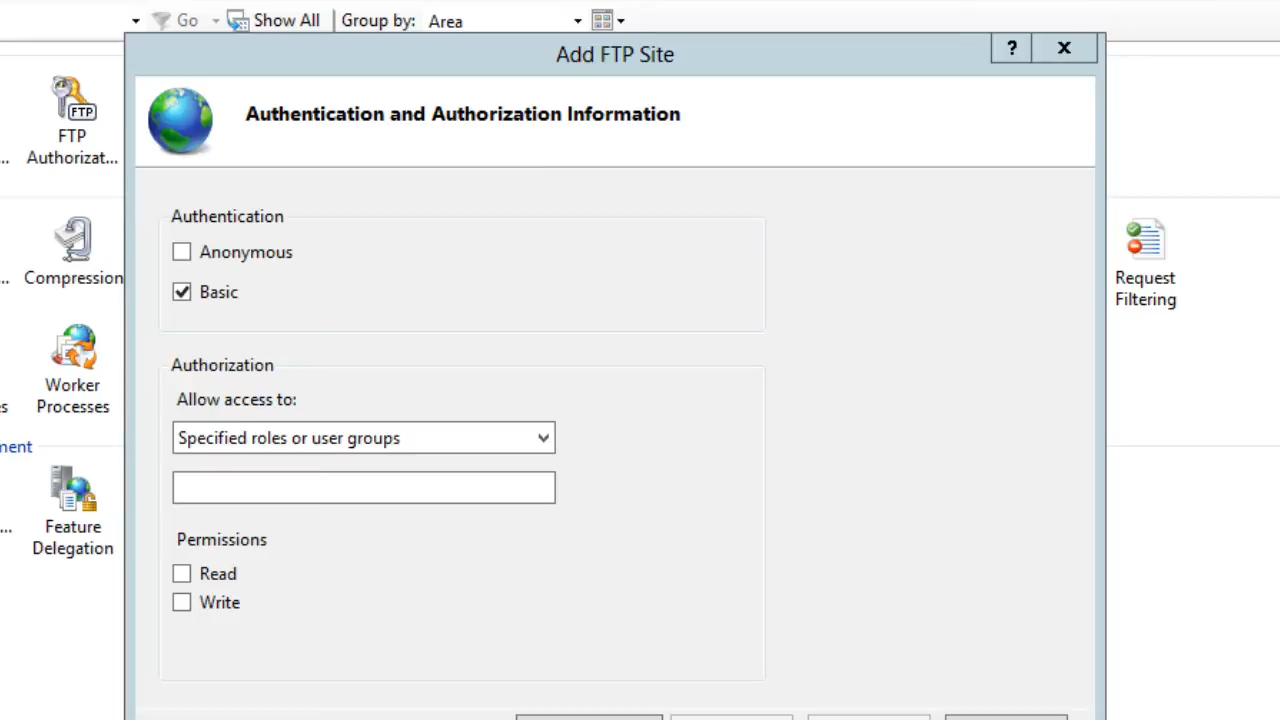 Go Show All Group by: Area
Add FTP Site
?
x
Authentication and Authorization Information
FTP
FTP
Authorizat...
...
Compression
...
Worker
Processes
Feature
Delegation
...
Authentication
Anonymous
Basic
Authorization
Allow access to:
Specified roles or user groups
Permissions
Read
Write
Request
Filtering